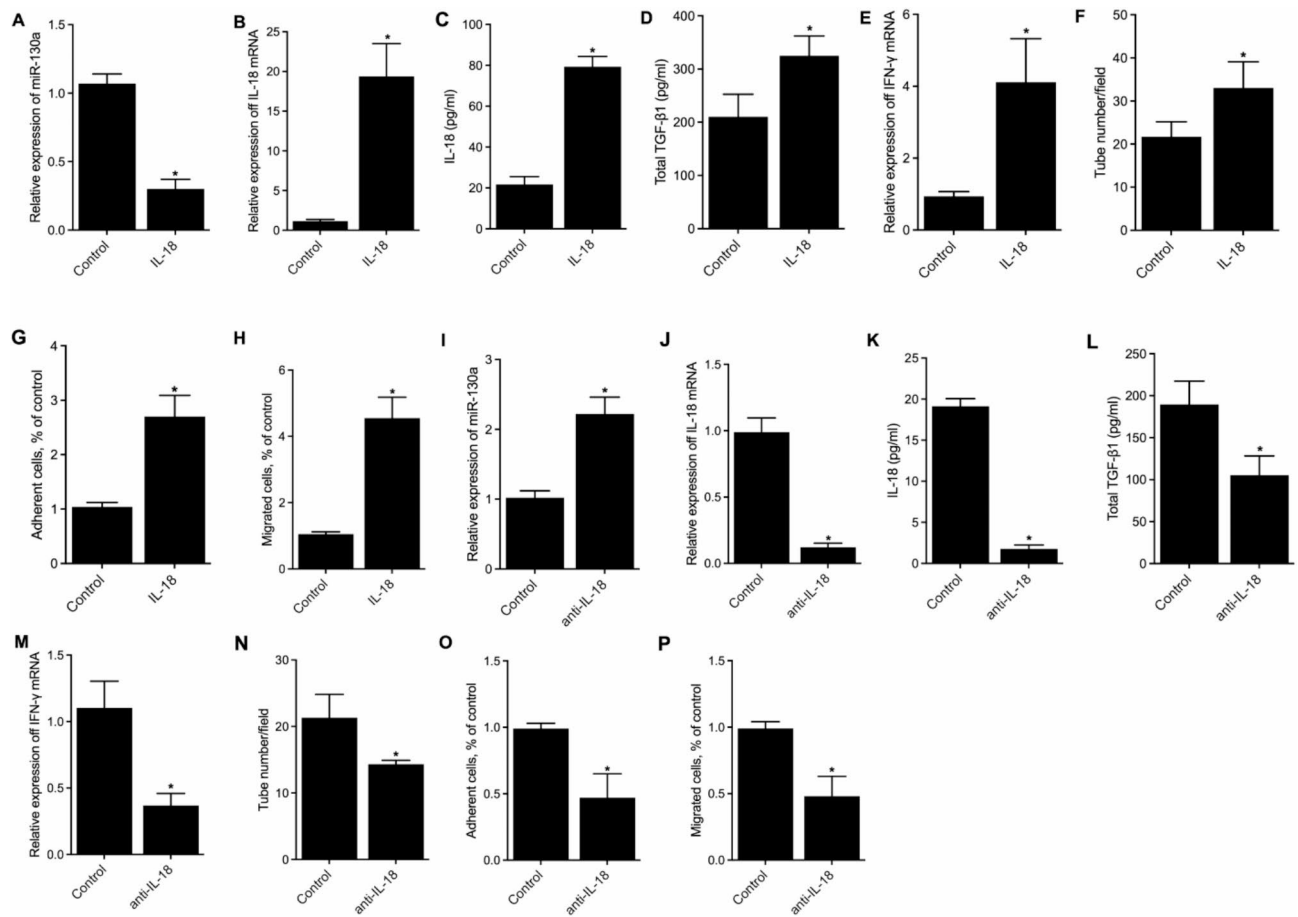 A
Relative expression of miR-130a
1.5
1.0
0.5
0.0
*
Control
IL-18
B
Relative expression off IL-18 mRNA
25
20
15
10
5
0
*
Control
IL-18
C
IL-18 (pg/ml)
80
60
40
20
0
*
Control
IL-18
D
Total TGF-β1 (pg/ml)
400
300
200
100
0
*
Control
IL-18
E
Relative expression off IFN-γ mRNA
6
4
2
0
*
Control
IL-18
F
Tube number/field
50
40
30
20
10
0
*
Control
IL-18
G
Adherent cells, % of control
4
3
2
1
0
*
Control
IL-18
H
Migrated cells, % of control
6
4
2
0
*
Control
IL-18
I
Relative expression of miR-130a
3
2
1
0
*
Control
anti-IL-18
J
Relative expression off IL-18 mRNA
1.5
1.0
0.5
0.0
*
Control
anti-IL-18
K
IL-18 (pg/ml)
25
20
15
10
5
0
*
Control
anti-IL-18
L
Total TGF-β1 (pg/ml)
250
200
150
100
50
0
*
Control
anti-IL-18
M
Relative expression off IFN-γ mRNA
1.5
1.0
0.5
0.0
*
Control
anti-IL-18
N
Tube number/field
30
20
10
0
*
Control
anti-IL-18
O
Adherent cells, % of control
1.5
1.0
0.5
0.0
*
Control
anti-IL-18
P
Migrated cells, % of control
1.5
1.0
0.5
0.0
*
Control
anti-IL-18